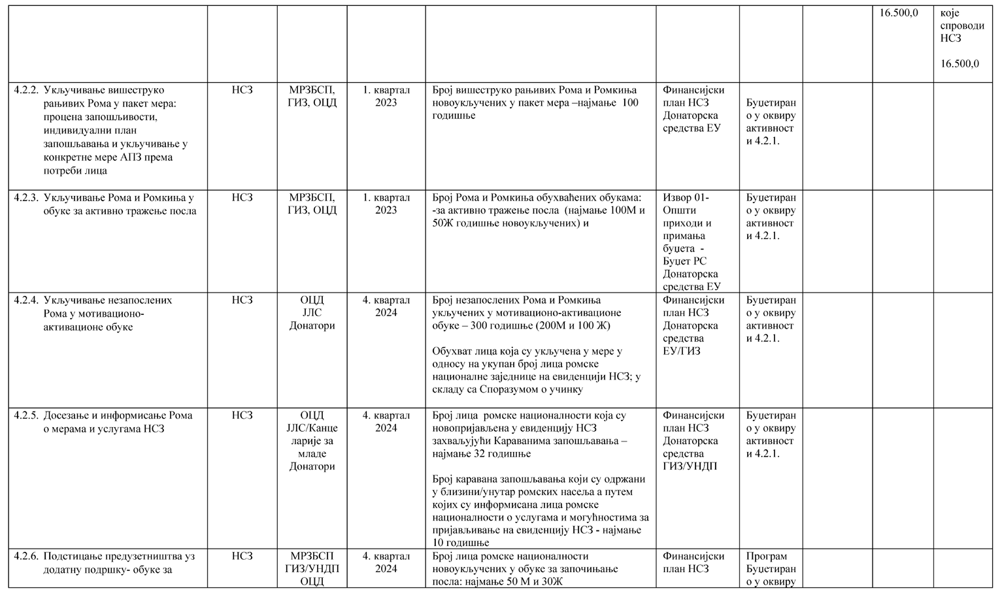 16.500,0
које
спроводи
НСЗ
16.500,0
4.2.2. Укључивање вишеструко
рањивих Рома у пакет мера:
процена запошљивости,
индивидуални план
запошљавања и укључивање у
конкретне мере АПЗ према
потреби лица
НСЗ
МРЗБСП,
ГИЗ, ОЦД
1. квартал
2023
Број вишеструко рањивих Рома и Ромкиња
новоукључених у пакет мера –најмање 100
годишње
Финансијски
план НСЗ
Донаторска
средства ЕУ
Буџетиран
о у оквиру
активност
и 4.2.1.
4.2.3. Укључивање Рома и Ромкиња у
обуке за активно тражење посла
НСЗ
МРЗБСП,
ГИЗ, ОЦД
1. квартал
2023
Број Рома и Ромкиња обухваћених обукама:
-за активно тражење посла (најмање 100М и
50Ж годишње новоукључених) и
Извор 01-
Општи
приходи и
примања
буџета -
Буџет РС
Донаторска
средства ЕУ
Буџетиран
о у оквиру
активност
и 4.2.1.
4.2.4. Укључивање незапослених
Рома у мотивационо-
активационе обуке
НСЗ
ОЦД
ЈЛС
Донатори
4. квартал
2024
Број незапослених Рома и Ромкиња
укључених у мотивационо-активационе
обуке – 300 годишње (200М и 100 Ж)
Обухват лица која су укључена у мере у
односу на укупан број лица ромске
националне заједнице на евиденцији НСЗ; у
складу са Споразумом о учинку
Финансијски
план НСЗ
Донаторска
средства
ЕУ/ГИЗ
Буџетиран
о у оквиру
активност
и 4.2.1.
4.2.5. Досезање и информисање Рома
о мерама и услугама НСЗ
НСЗ
ОЦД
ЈЛС/Канце
ларије за
младе
Донатори
4. квартал
2024
Број лица ромске националности која су
новопријављена у евиденцију НСЗ
захваљујући Караванима запошљавања –
најмање 32 годишње
Број каравана запошљавања који су одржани
у близини/унутар ромских насеља а путем
којих су информисана лица ромске
националности о услугама и могућностима за
пријављивање на евиденцију НСЗ - најмање
10 годишње
Финансијски
план НСЗ
Донаторска
средства
ГИЗ/УНДП
Буџетиран
о у оквиру
активност
и 4.2.1.
4.2.6. Подстицање предузетништва уз
додатну подршку- обуке за
НСЗ
МРЗБСП
ГИЗ/УНДП
ОЦД
4. квартал
2024
Број лица ромске националности
новоукључених у обуке за започињање
посла: најмање 50 М и 30Ж
Финансијски
план НСЗ
Програм
Буџетиран
о у оквиру